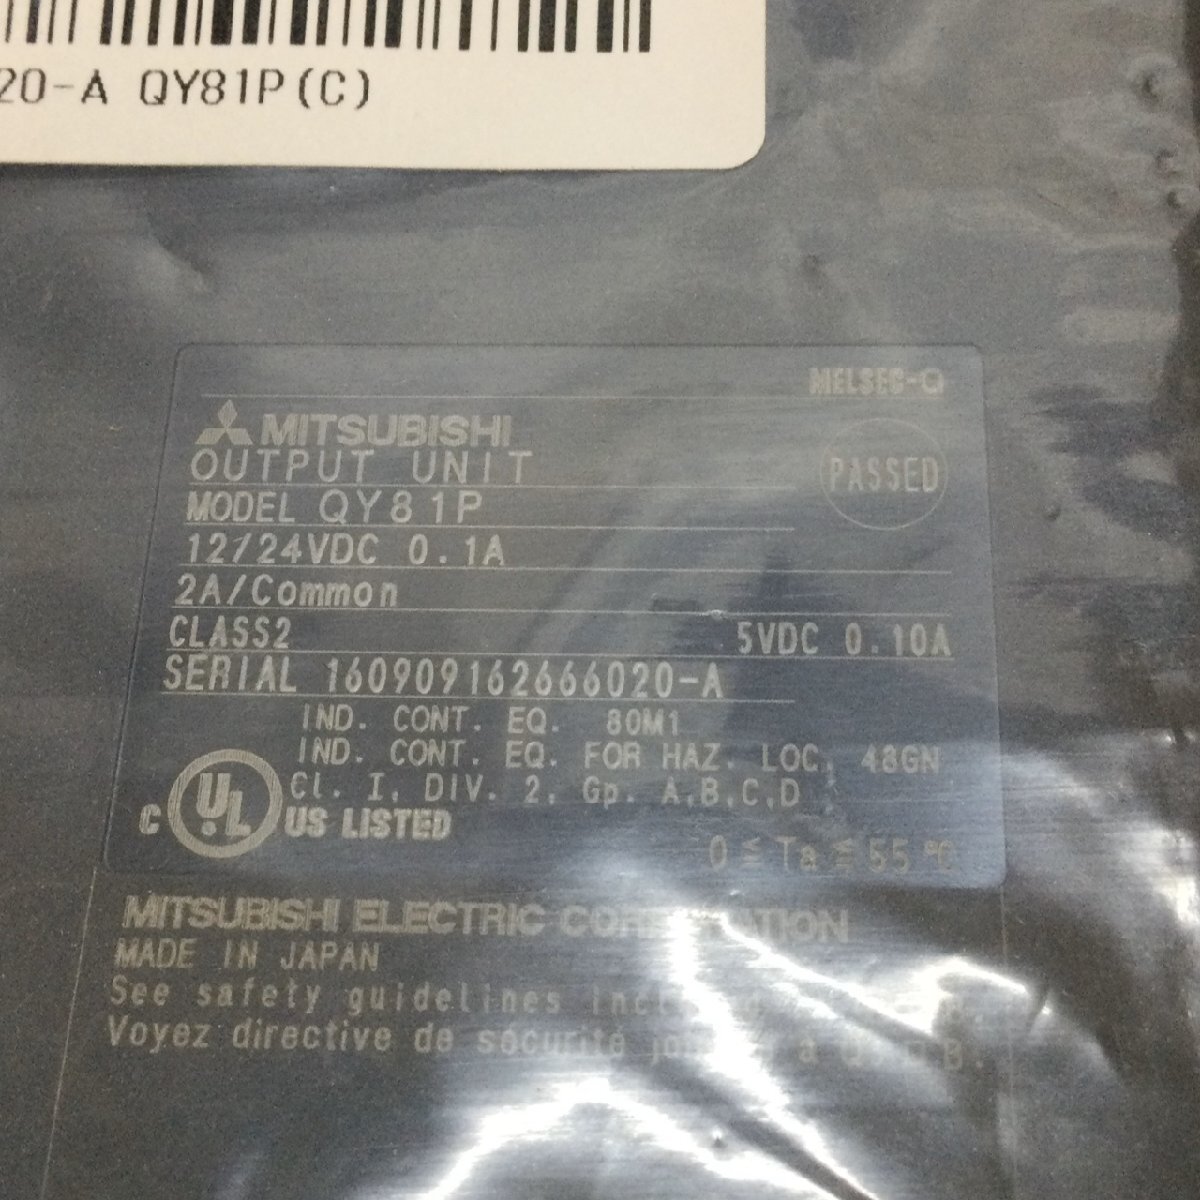 20-A QY81P(C)
MELSEC-Q
MITSUBISHI
OUTPUT UNIT
PASSED
MODEL QY81P
12/24VDC 0.1A
2A/Common
CLASS2 5VDC 0.10A
SERIAL 160909162666020-A
IND. CONT. EQ. 80M1
IND. CONT. EQ. FOR HAZ. LOC. 48GN
Cl. I, DIV. 2, Gp. A,B,C,D
C UL US LISTED
0≦Ta≦55℃
MITSUBISHI ELECTRIC CORPORATION
MADE IN JAPAN
See safety guidelines
Voyez directive de sécurité à